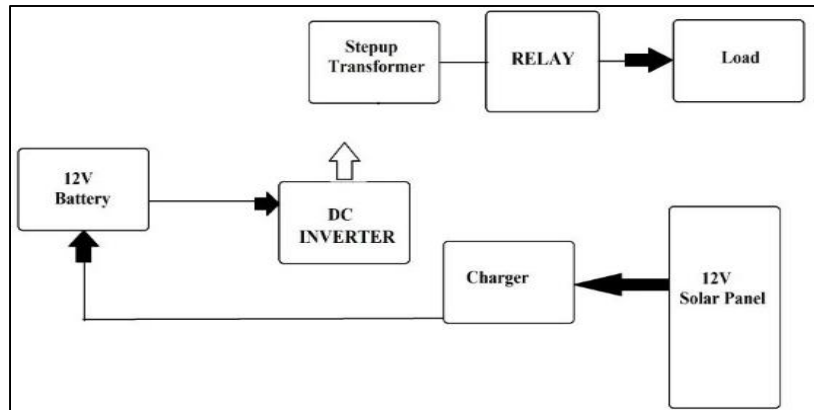 Stepup
Transformer
RELAY
Load
12V
Battery
DC
INVERTER
Charger
12V
Solar Panel